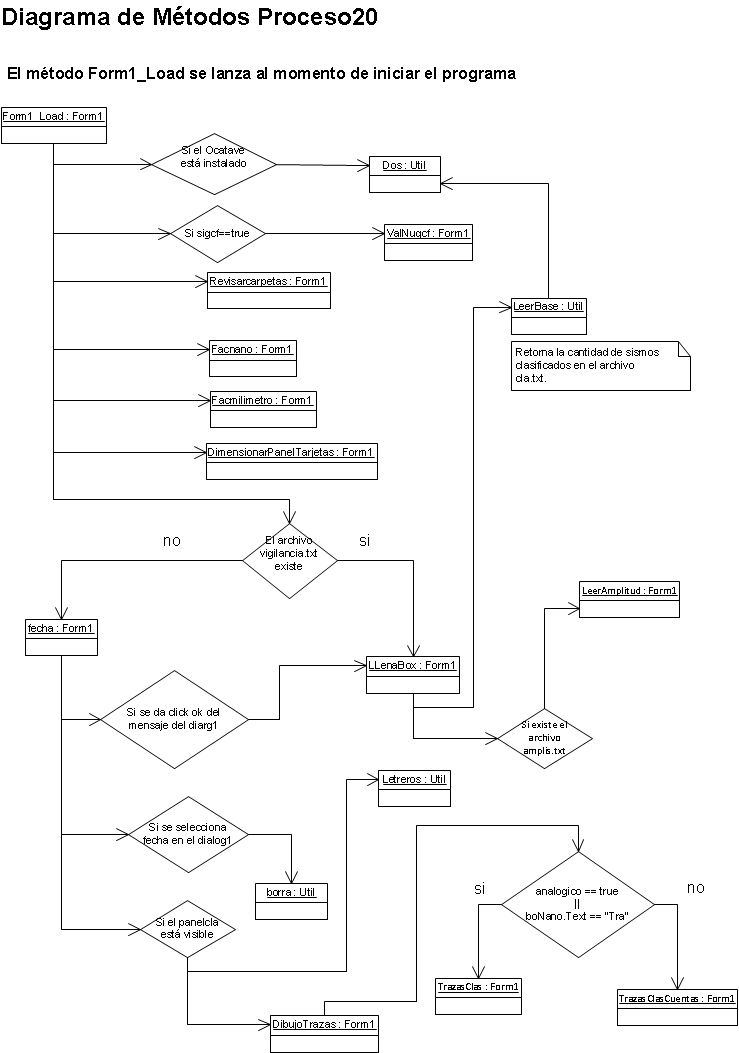 Diagrama de Métodos Proceso20
El método Form1_Load se lanza al momento de iniciar el programa
Form1_Load : Form1
Si el Ocatave
está instalado
Dos : Util
Si sigcf==true
ValNugcf : Form1
Revisarcarpetas : Form1
LeerBase : Util
Retorna la cantidad de sismos
clasificados en el archivo
cla.txt.
Facnano : Form1
Facmilimetro : Form1
DimensionarPanelTarjetas : Form1
El archivo
vigilancia.txt
existe
no
si
fecha : Form1
LeerAmplitud : Form1
LLenaBox : Form1
Si se da click ok del
mensaje del diarg1
Si existe el
archivo
amplis.txt
Letreros : Util
Si se selecciona
fecha en el dialog1
borra : Util
Si el panelcla
está visible
analogico == true
||
boNano.Text == "Tra"
si
no
TrazasClas : Form1
TrazasClasCuentas : Form1
DibujoTrazas : Form1